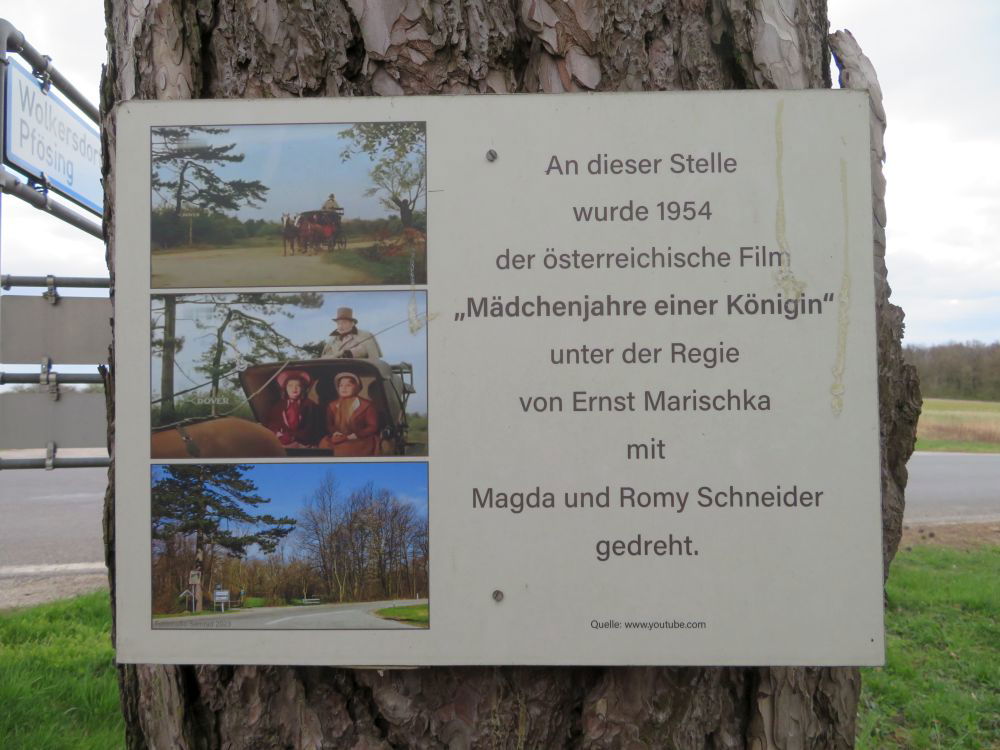 Wolkersdorf
Pfösing
DOVER
DOVER
An dieser Stelle
wurde 1954
der österreichische Film
„Mädchenjahre einer Königin“
unter der Regie
von Ernst Marischka
mit
Magda und Romy Schneider
gedreht.
Quelle: www.youtube.com
2023